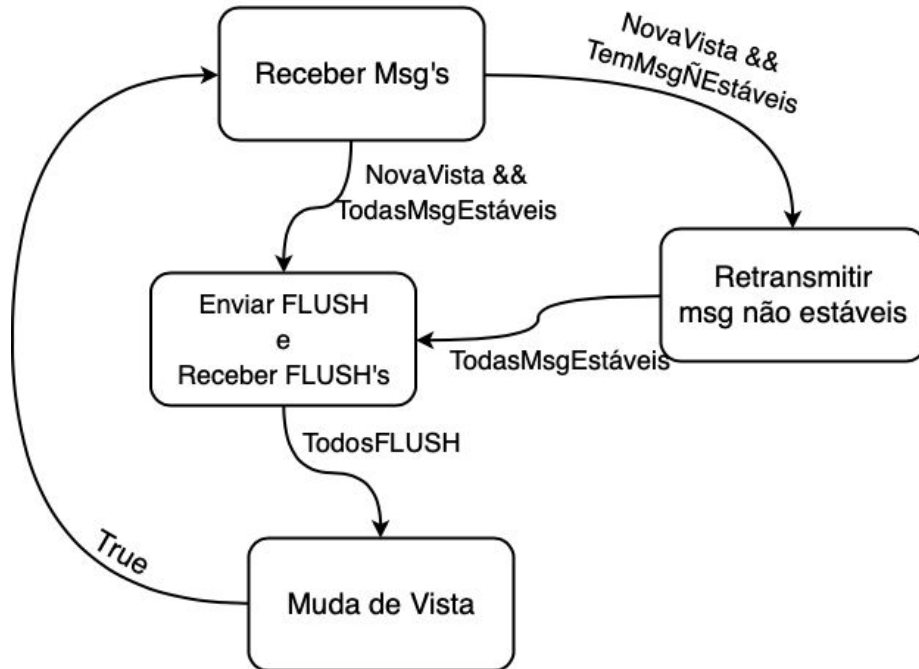 Receber Msg's
NovaVista &&
TemMsgÑEstáveis
NovaVista &&
TodasMsgEstáveis
Retransmitir
msg não estáveis
Enviar FLUSH
e
Receber FLUSH's
TodasMsgEstáveis
TodosFLUSH
True
Muda de Vista